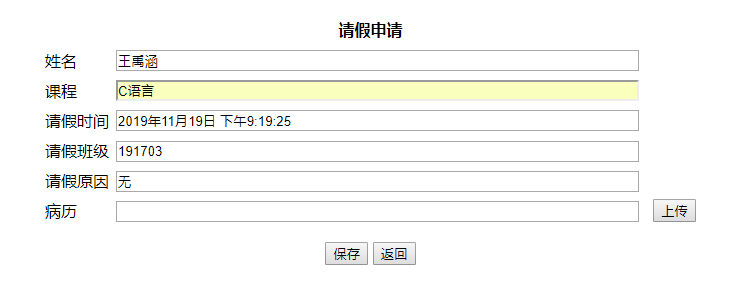 请假申请
姓名 王禹涵
课程 C语言
请假时间 2019年11月19日 下午9:19:25
请假班级 191703
请假原因 无
病历 上传
保存 返回